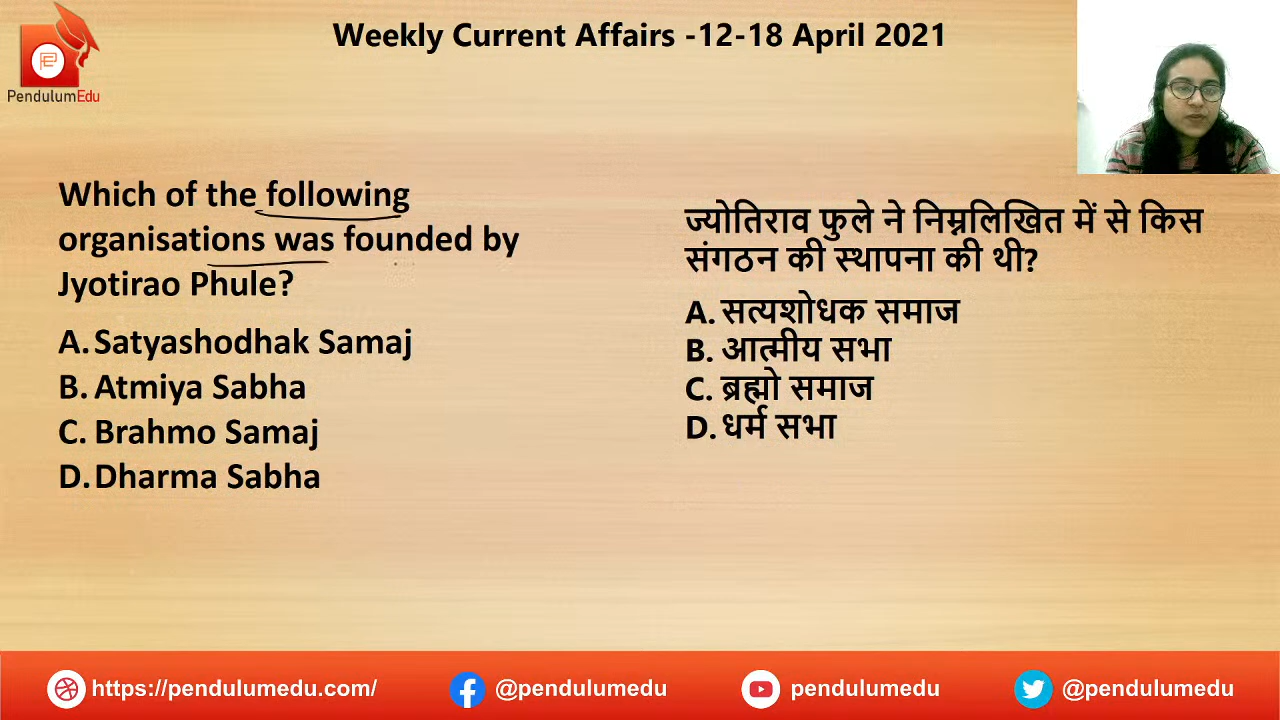 PendulumEdu
Weekly Current Affairs -12-18 April 2021
Which of the following
organisations was founded by
Jyotirao Phule?
A. Satyashodhak Samaj
B. Atmiya Sabha
C. Brahmo Samaj
D. Dharma Sabha
ज्योतिराव फुले ने निम्नलिखित में से किस
संगठन की स्थापना की थी?
A. सत्यशोधक समाज
B. आत्मीय सभा
C. ब्रह्मो समाज
D. धर्म सभा
https://pendulumedu.com/ @pendulumedu pendulumedu @pendulumedu